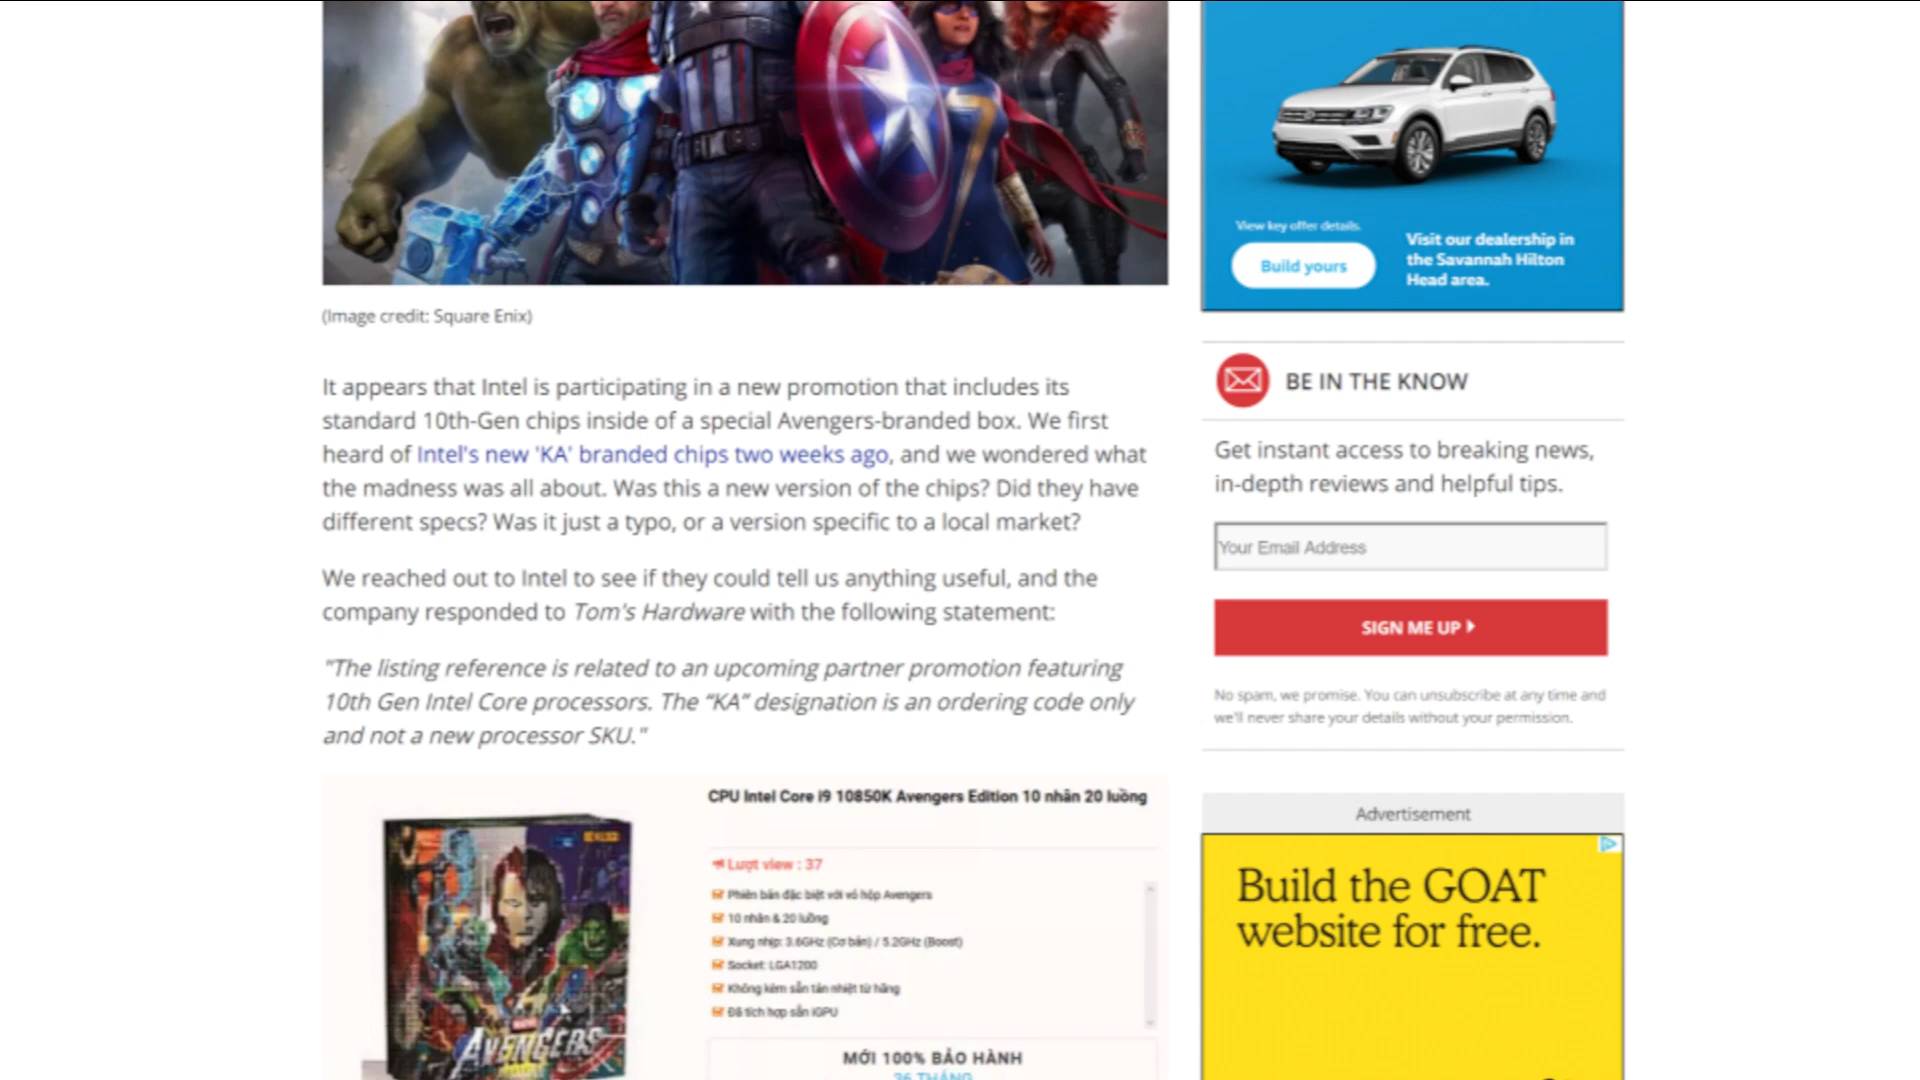 View key offer details.
Build yours
Visit our dealership in
the Savannah Hilton
Head area.
(Image credit: Square Enix)
It appears that Intel is participating in a new promotion that includes its
standard 10th-Gen chips inside of a special Avengers-branded box. We first
heard of Intel's new 'KA' branded chips two weeks ago, and we wondered what
the madness was all about. Was this a new version of the chips? Did they have
different specs? Was it just a typo, or a version specific to a local market?
We reached out to Intel to see if they could tell us anything useful, and the
company responded to Tom's Hardware with the following statement:
"The listing reference is related to an upcoming partner promotion featuring
10th Gen Intel Core processors. The “KA” designation is an ordering code only
and not a new processor SKU."
CPU Intel Core i9 10850K Avengers Edition 10 nhân 20 luồng
Lượt view : 37
Phiên bản đặc biệt với vỏ hộp Avengers
10 nhân & 20 luồng
Xung nhịp: 3.6GHz (Cơ bản) / 5.2GHz (Boost)
Socket: LGA1200
Không kèm sẵn tản nhiệt từ hãng
Đã tích hợp sẵn iGPU
MỚI 100% BẢO HÀNH
36 THÁNG
MARVEL
AVENGERS
BE IN THE KNOW
Get instant access to breaking news,
in-depth reviews and helpful tips.
Your Email Address
SIGN ME UP
No spam, we promise. You can unsubscribe at any time and
we'll never share your details without your permission.
Advertisement
Build the GOAT
website for free.